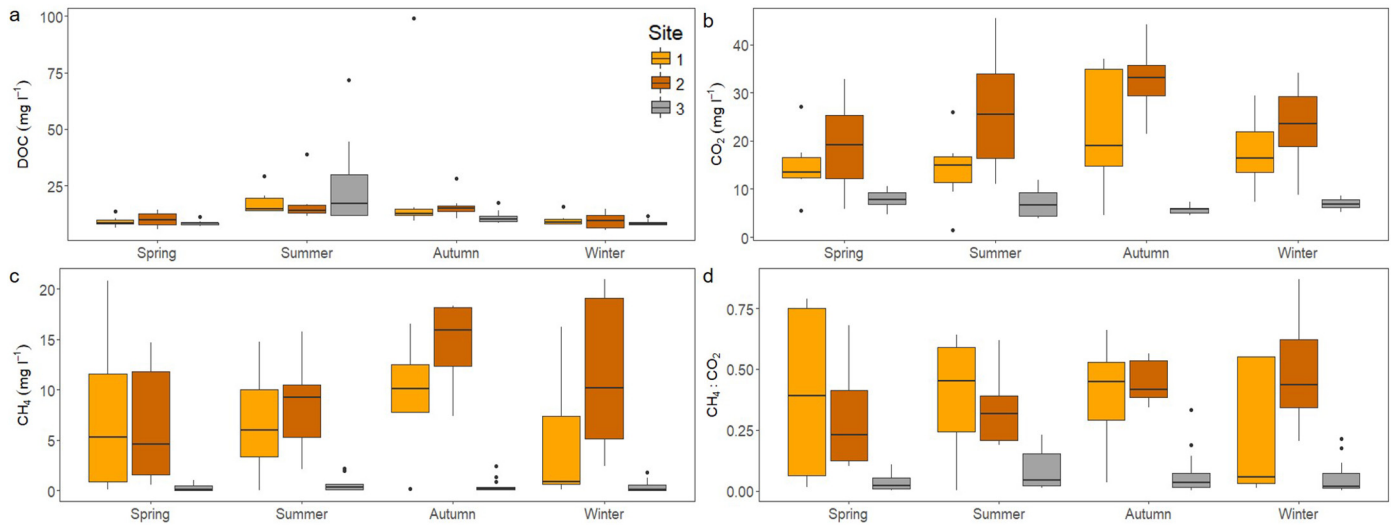 a
100
75
50
25
DOC (mg l⁻¹)
Site
1
2
3
Spring Summer Autumn Winter
b
40
30
20
10
0
CO₂ (mg l⁻¹)
Spring Summer Autumn Winter
c
20
15
10
5
0
CH₄ (mg l⁻¹)
Spring Summer Autumn Winter
d
0.75
0.50
0.25
0.00
CH₄ : CO₂
Spring Summer Autumn Winter